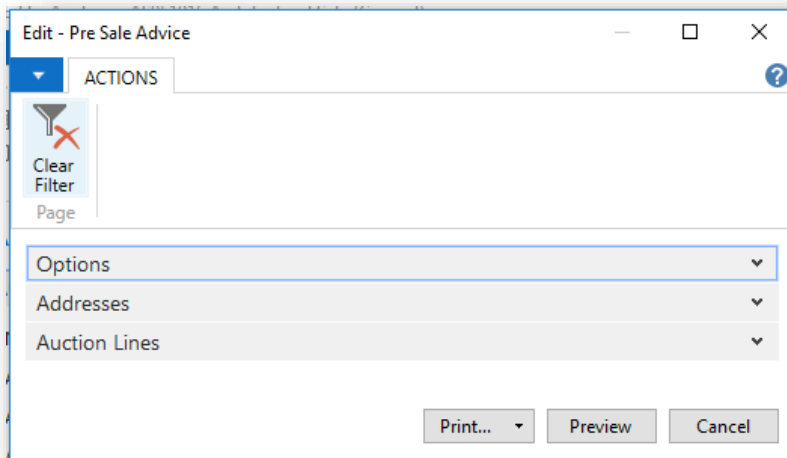 Edit - Pre Sale Advice
ACTIONS
?
Clear
Filter
Page
Options
Addresses
Auction Lines
Print... Preview Cancel